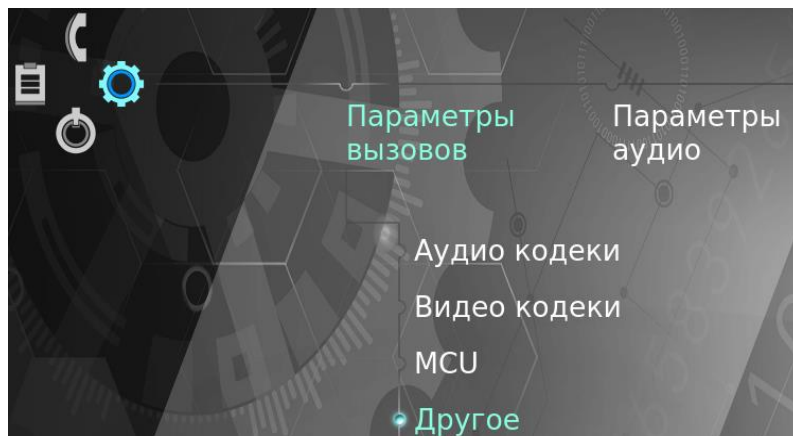 Параметры
вызовов
Параметры
аудио
Аудио кодеки
Видео кодеки
MCU
Другое